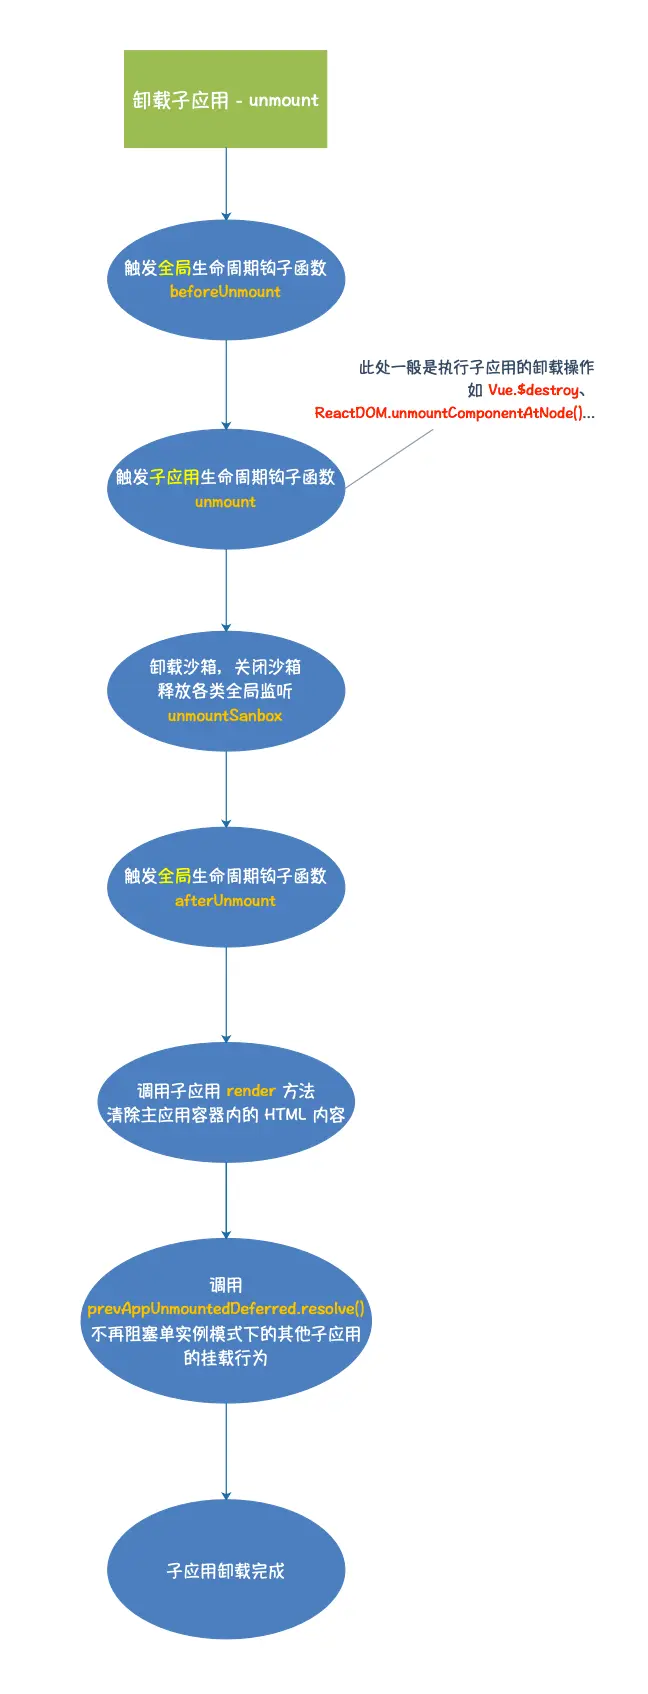 卸载子应用 - unmount
触发全局生命周期钩子函数
beforeUnmount
此处一般是执行子应用的卸载操作
如 Vue.$destroy、
ReactDOM.unmountComponentAtNode()...
触发子应用生命周期钩子函数
unmount
卸载沙箱，关闭沙箱
释放各类全局监听
unmountSanbox
触发全局生命周期钩子函数
afterUnmount
调用子应用 render 方法
清除主应用容器内的 HTML 内容
调用
prevAppUnmountedDeferred.resolve()
不再阻塞单实例模式下的其他子应用
的挂载行为
子应用卸载完成